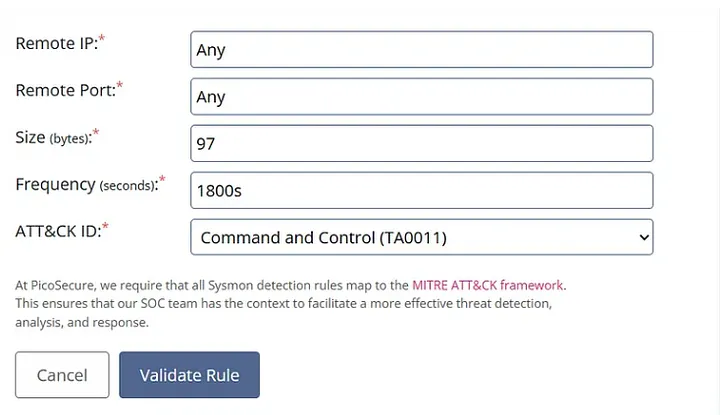 Remote IP:* Any
Remote Port:* Any
Size (bytes):* 97
Frequency (seconds):* 1800s
ATT&CK ID:* Command and Control (TA0011)
At PicoSecure, we require that all Sysmon detection rules map to the MITRE ATT&CK framework.
This ensures that our SOC team has the context to facilitate a more effective threat detection,
analysis, and response.
Cancel Validate Rule